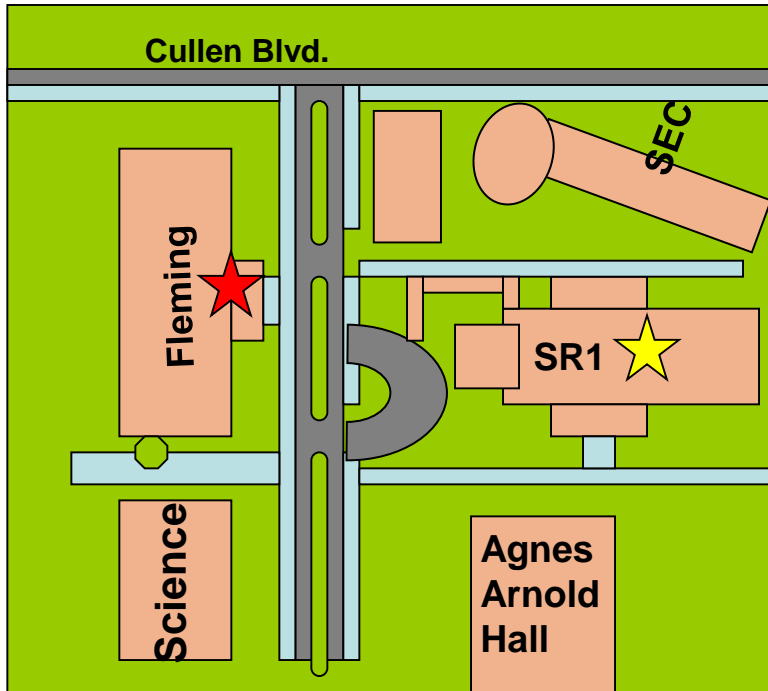 Cullen Blvd.
SEC
Fleming
SR1
Science
Agnes
Arnold
Hall